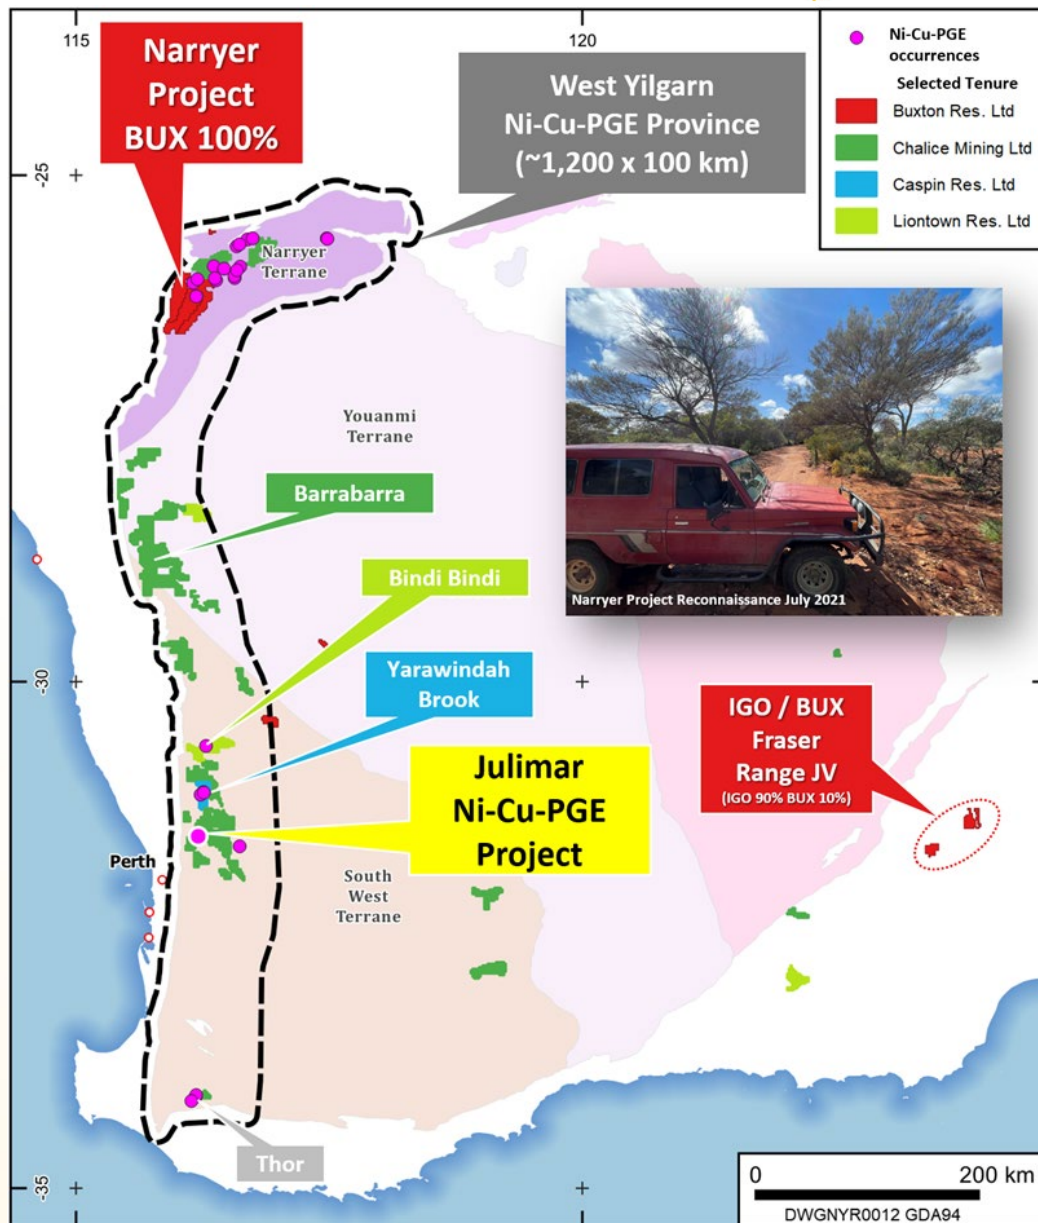 115
120
Narryer
Project
BUX 100%
West Yilgarn
Ni-Cu-PGE Province
(~1,200 x 100 km)
Ni-Cu-PGE
occurrences
Selected Tenure
Buxton Res. Ltd
Chalice Mining Ltd
Caspin Res. Ltd
Liontown Res. Ltd
-25
Narryer
Terrane
Youanmi
Terrane
Barrabarra
Bindi Bindi
Narryer Project Reconnaissance July 2021
-30
Yarawindah
Brook
IGO / BUX
Fraser
Range JV
(IGO 90% BUX 10%)
Julimar
Ni-Cu-PGE
Project
Perth
South
West
Terrane
Thor
-35
0
200 km
DWGNYR0012 GDA94